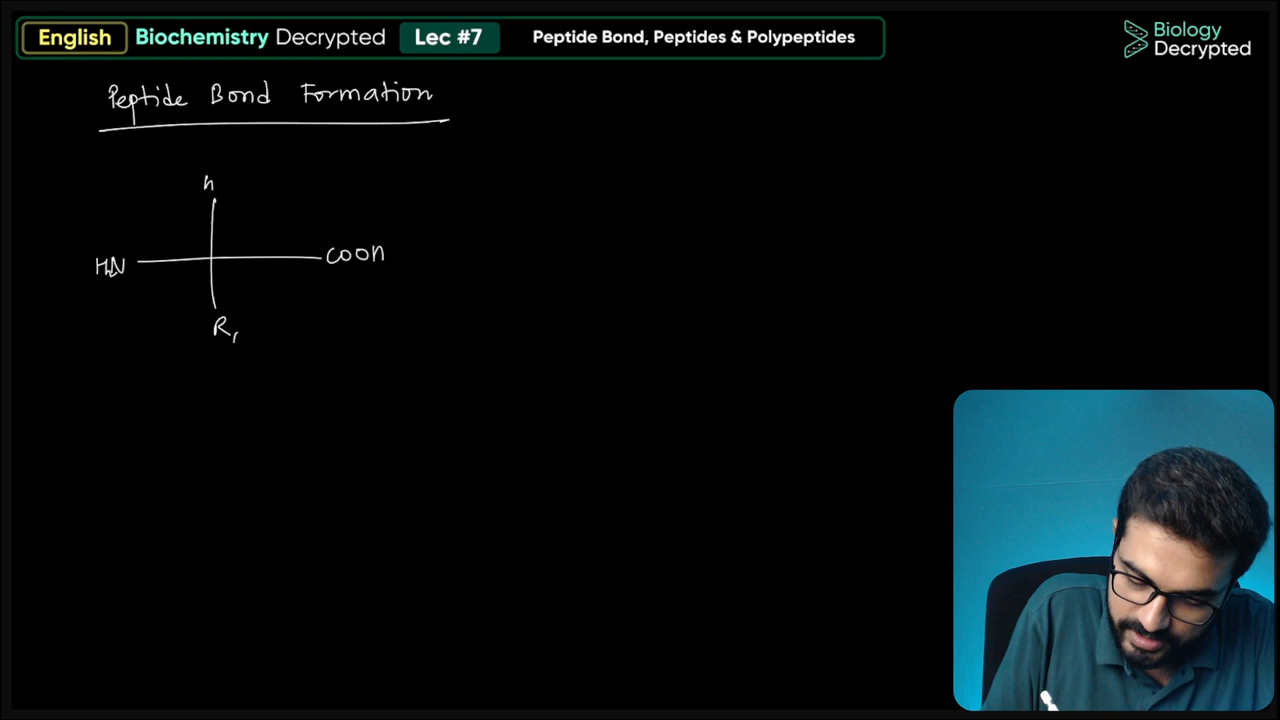 English Biochemistry Decrypted Lec #7 Peptide Bond, Peptides & Polypeptides
Biology
Decrypted
Peptide Bond Formation
H
H₂N COOH
R₁